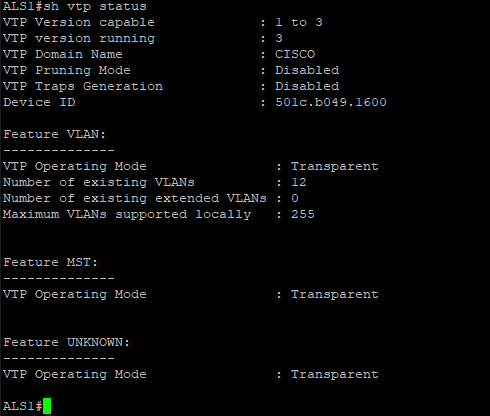 ALS1#sh vtp status
VTP Version capable             : 1 to 3
VTP version running             : 3
VTP Domain Name                 : CISCO
VTP Pruning Mode                : Disabled
VTP Traps Generation            : Disabled
Device ID                       : 501c.b049.1600
Feature VLAN:
--------------
VTP Operating Mode                : Transparent
Number of existing VLANs          : 12
Number of existing extended VLANs : 0
Maximum VLANs supported locally   : 255
Feature MST:
--------------
VTP Operating Mode                : Transparent
Feature UNKNOWN:
--------------
VTP Operating Mode                : Transparent
ALS1#